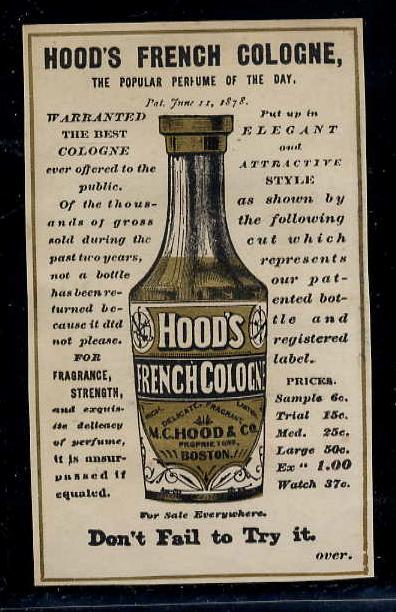 HOOD'S FRENCH COLOGNE,
THE POPULAR PERFUME OF THE DAY.
Pat. June 11, 1878.
WARRANTED
THE BEST
COLOGNE
ever offered to the
public.
Of the thous-
ands of gross
sold during the
past two years,
not a bottle
has been re-
turned be-
cause it did
not please.
FOR
FRAGRANCE,
STRENGTH,
and exquis-
ite delicacy
of perfume,
it is unsur-
passed if
equaled.
Put up in
ELEGANT
and
ATTRACTIVE
STYLE
as shown by
the following
cut which
represents
our pat-
ented bot-
tle and
registered
label.
PRICES.
Sample 6c.
Trial 15c.
Med. 25c.
Large 50c.
Ex " 1.00
Watch 37c.
HOOD'S
FRENCH COLOGN
RICH, DELICATE, FRAGRANT, LASTING
M.C. HOOD & CO.
PROPRIETORS,
BOSTON.
For Sale Everywhere.
Don't Fail to Try it.
over.